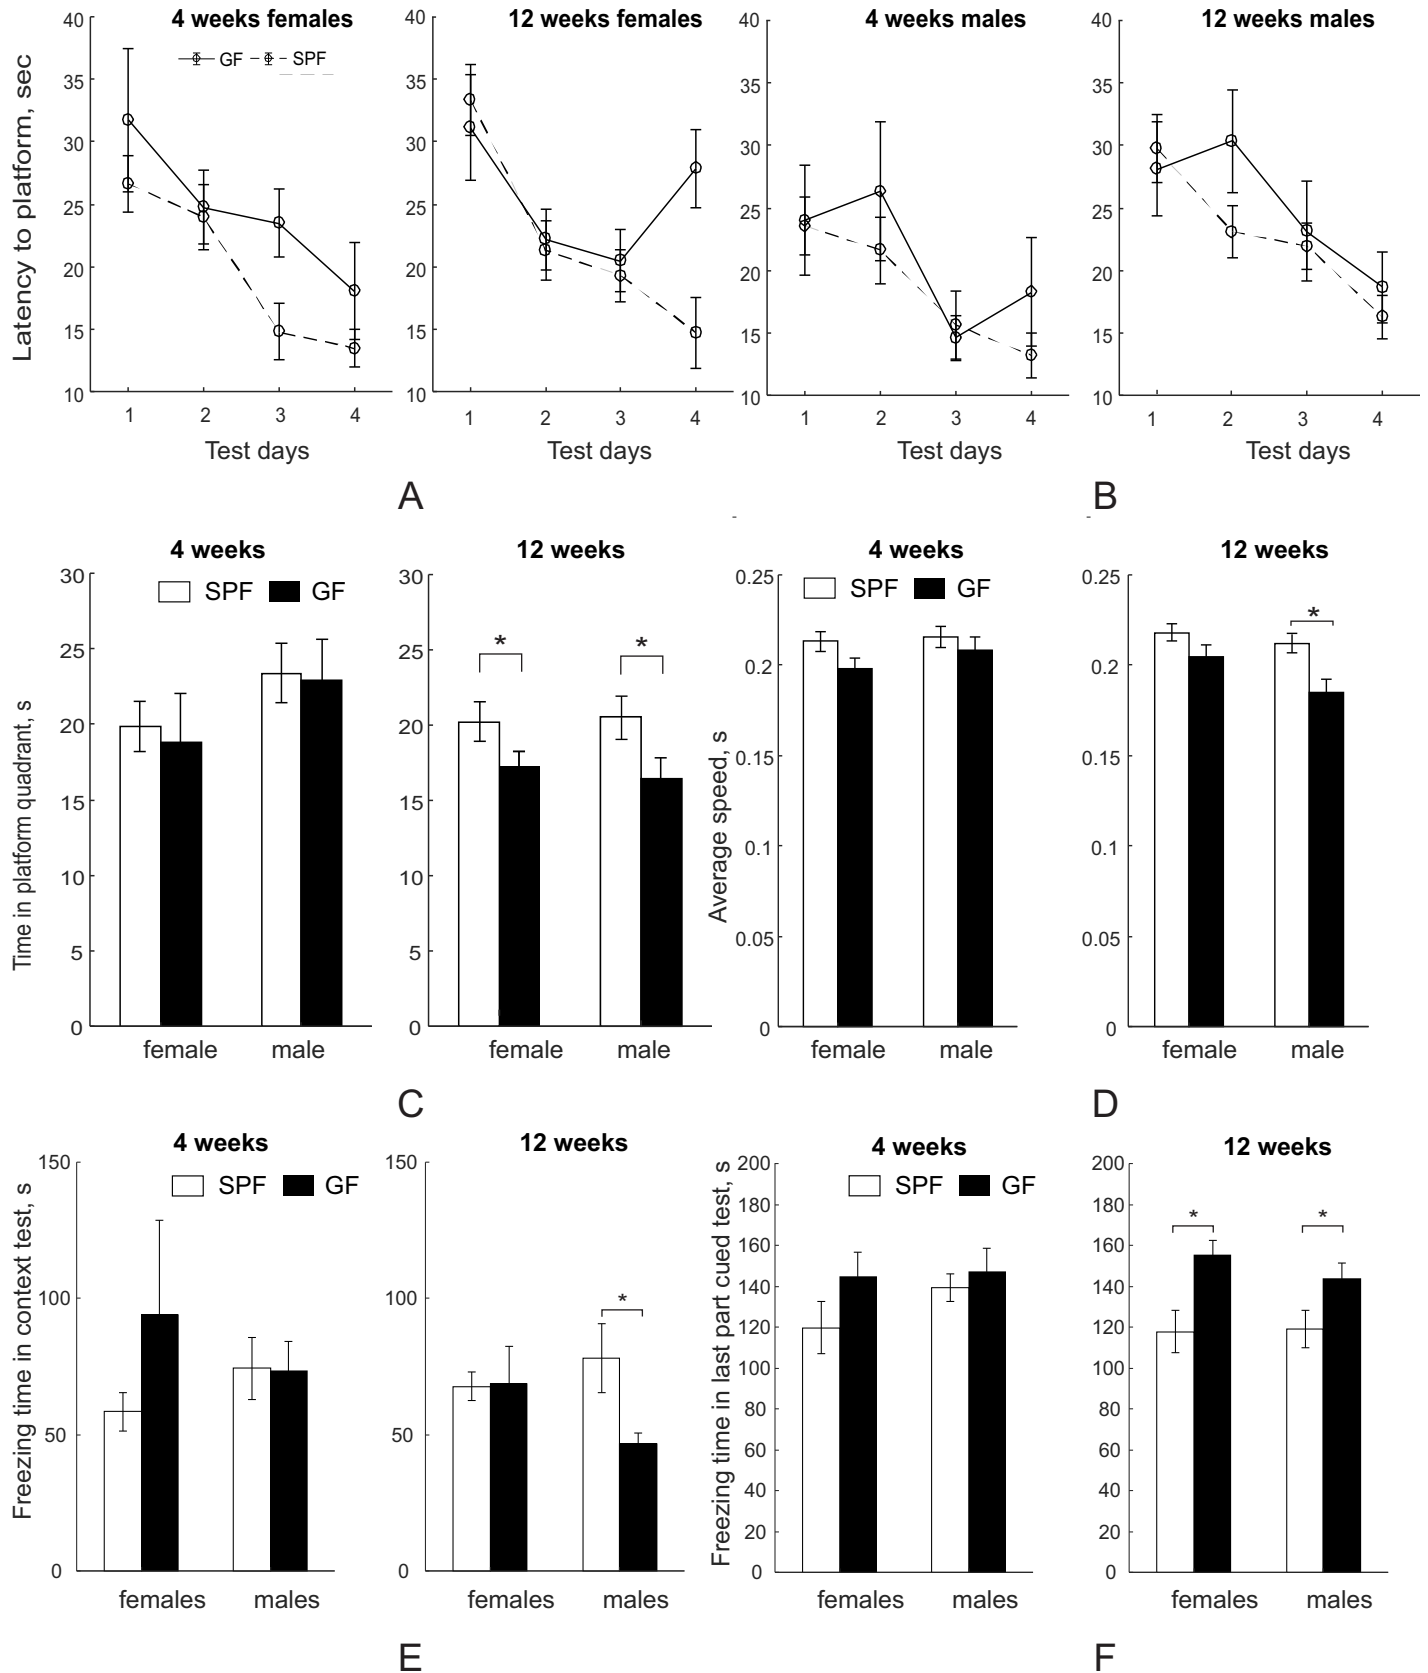 4 weeks females
12 weeks females
4 weeks males
12 weeks males
GF
SPF
Latency to platform, sec
40
35
30
25
20
15
10
1 2 3 4
Test days
40
35
30
25
20
15
10
1 2 3 4
Test days
40
35
30
25
20
15
10
1 2 3 4
Test days
40
35
30
25
20
15
10
1 2 3 4
Test days
A
B
4 weeks
SPF GF
Time in platform quadrant, s
30
25
20
15
10
5
0
female male
12 weeks
30
25
20
15
10
5
0
* *
female male
4 weeks
SPF GF
Average speed, s
0.25
0.2
0.15
0.1
0.05
0
female male
12 weeks
0.25
0.2
0.15
0.1
0.05
0
*
female male
C
D
4 weeks
SPF GF
Freezing time in context test, s
150
100
50
0
females males
12 weeks
150
100
50
0
*
females males
4 weeks
SPF GF
Freezing time in last part cued test, s
200
180
160
140
120
100
80
60
40
20
0
females males
12 weeks
200
180
160
140
120
100
80
60
40
20
0
* *
females males
E
F